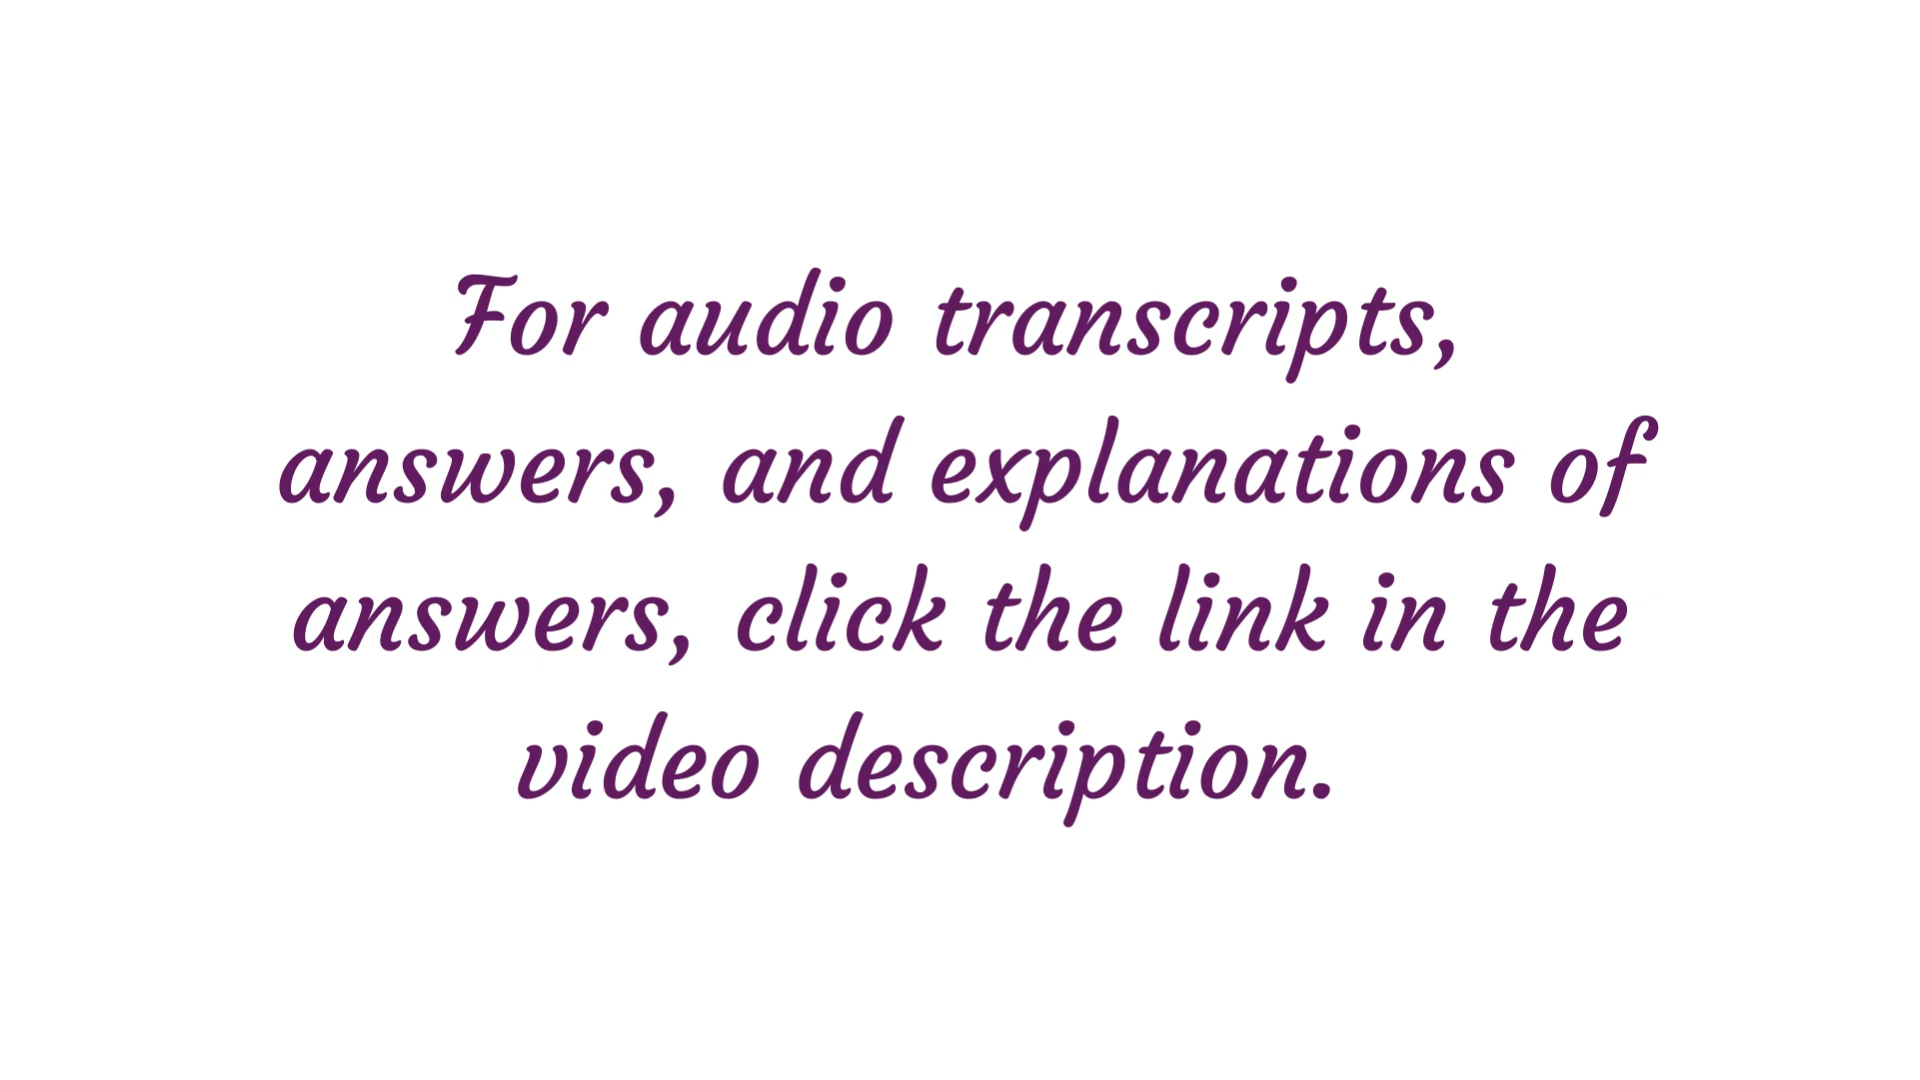 For audio transcripts,
answers, and explanations of
answers, click the link in the
video description.